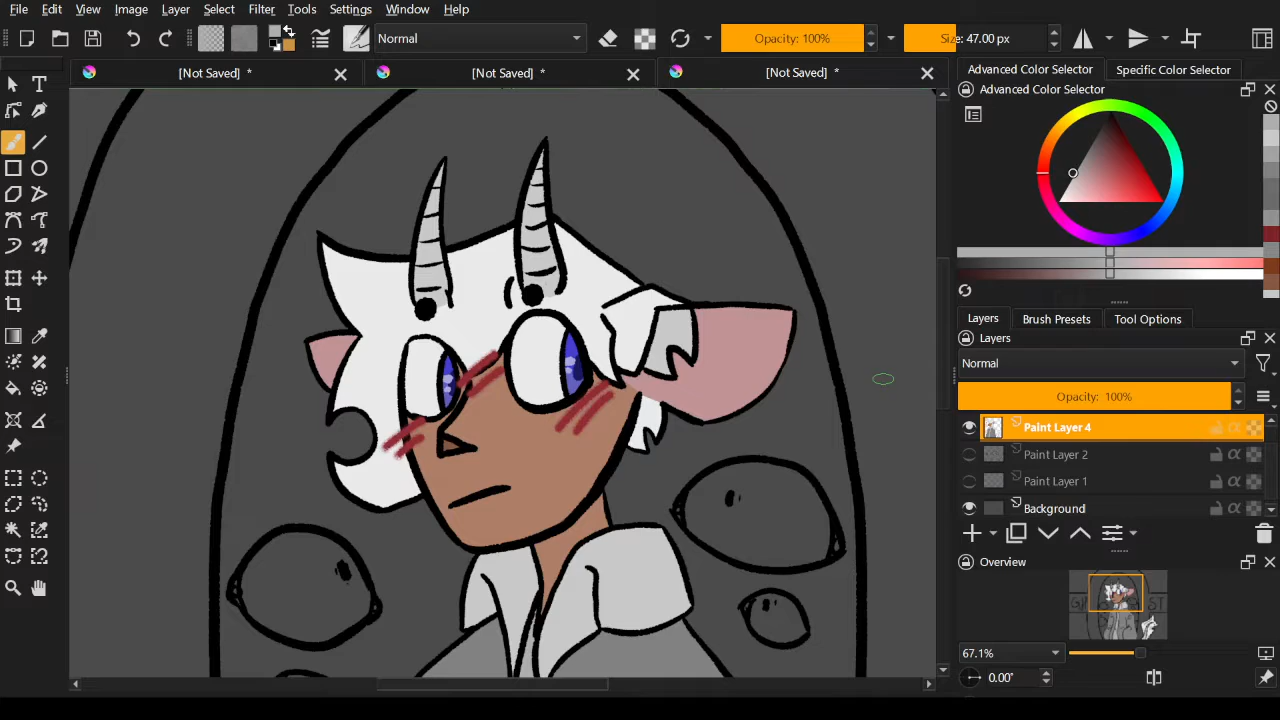 File Edit View Image Layer Select Filter Tools Settings Window Help
Normal Opacity: 100% Size: 47.00 px
[Not Saved] * [Not Saved] * [Not Saved] *
Advanced Color Selector Specific Color Selector
Advanced Color Selector
Layers Brush Presets Tool Options
Layers
Normal
Opacity: 100%
Paint Layer 4
Paint Layer 2
Paint Layer 1
Background
Overview
67.1%
0.00°